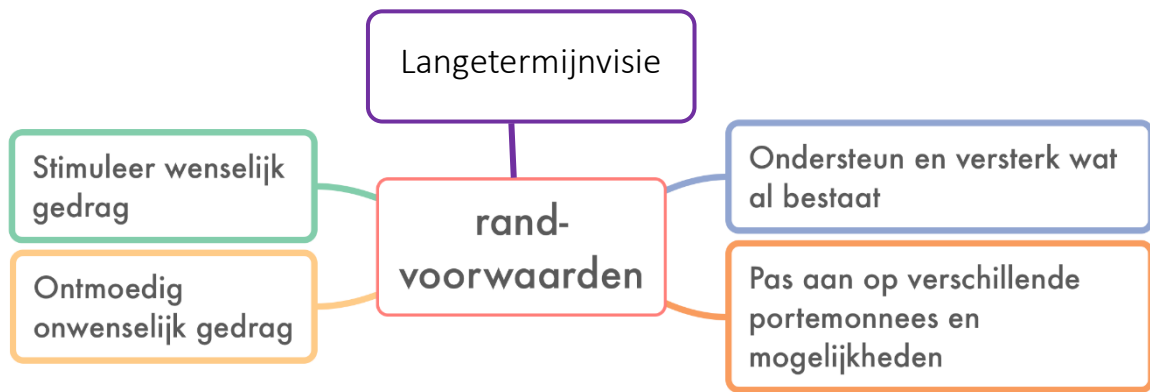 Langetermijnvisie
Stimuleer wenselijk
gedrag
Ondersteun en versterk wat
al bestaat
rand-
voorwaarden
Ontmoedig
onwenselijk gedrag
Pas aan op verschillende
portemonnees en
mogelijkheden